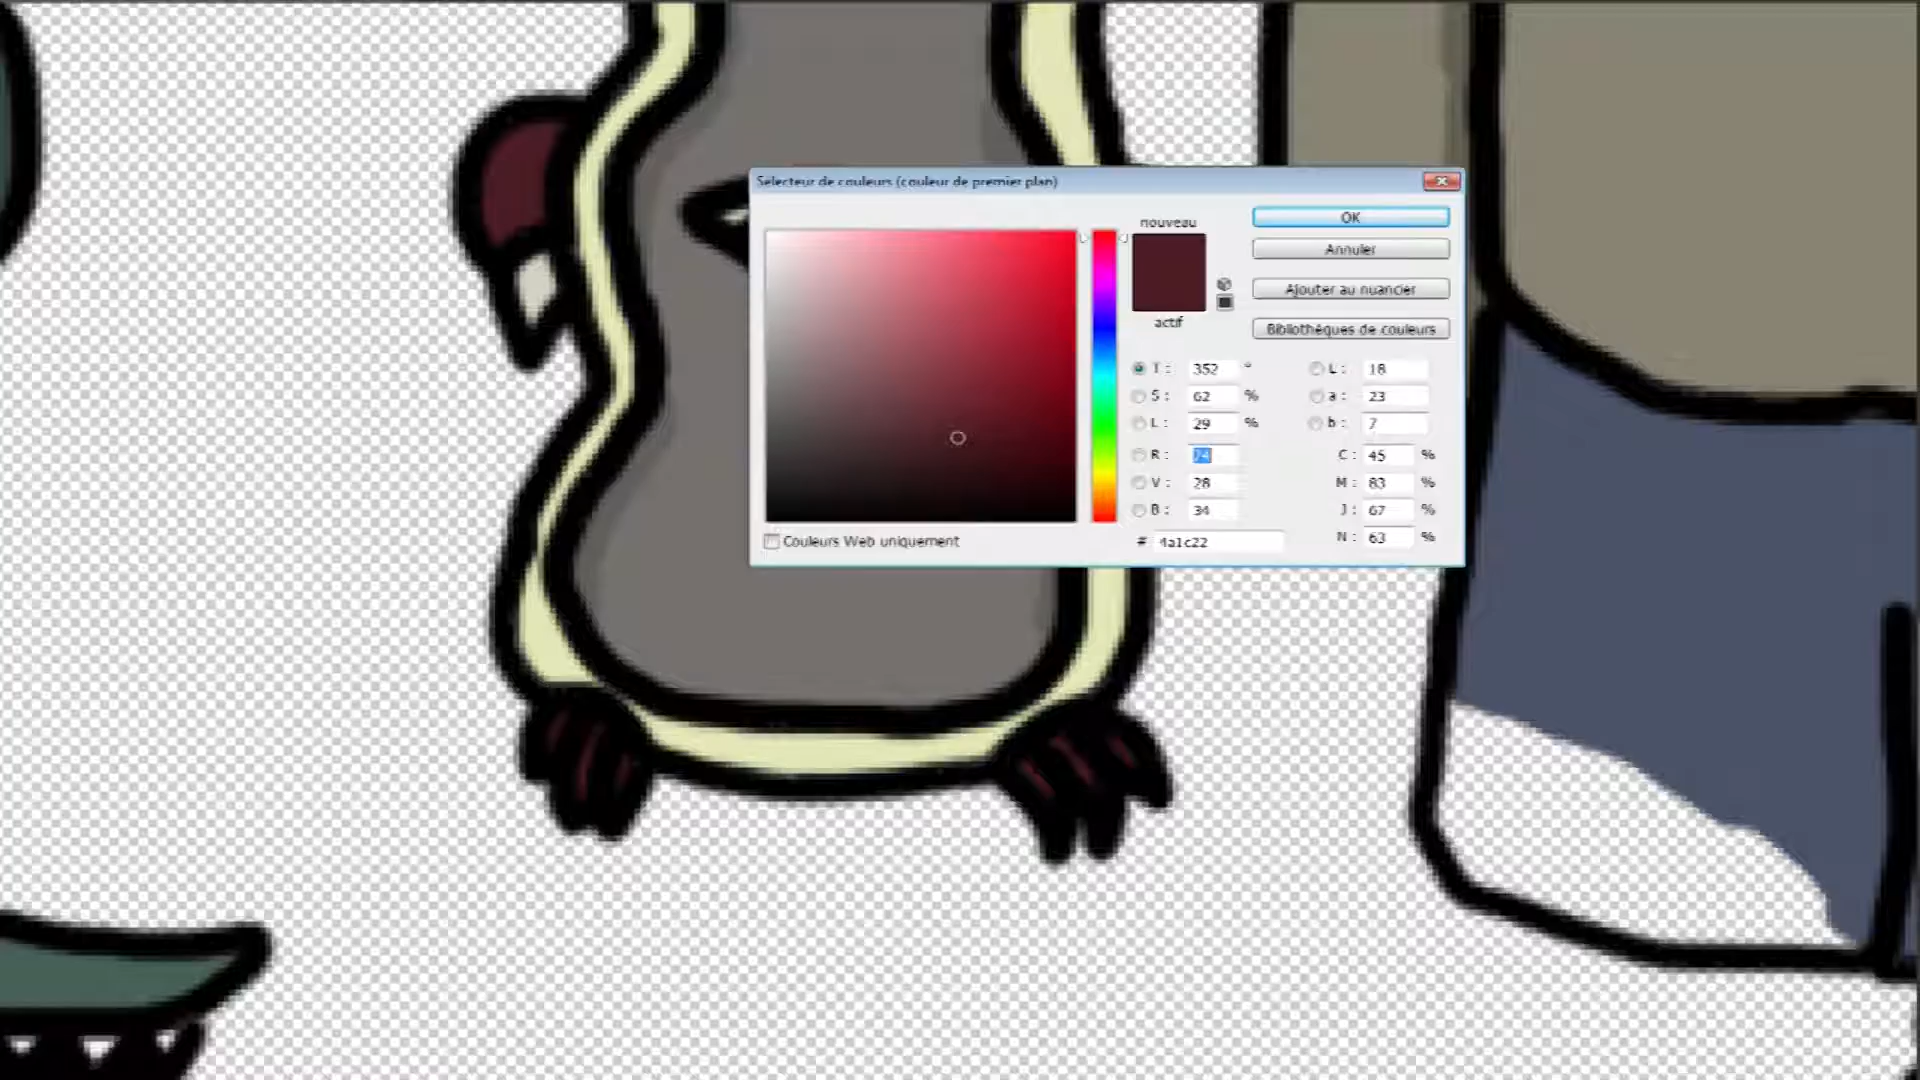 Sélecteur de couleurs (couleur de premier plan)
nouveau
actif
OK
Annuler
Ajouter au nuancier
Bibliothèques de couleurs
T : 352 °
S : 62 %
L : 29 %
R : 74
V : 28
B : 34
# 4a1c22
L : 18
a : 23
b : 7
C : 45 %
M : 83 %
J : 67 %
N : 63 %
Couleurs Web uniquement